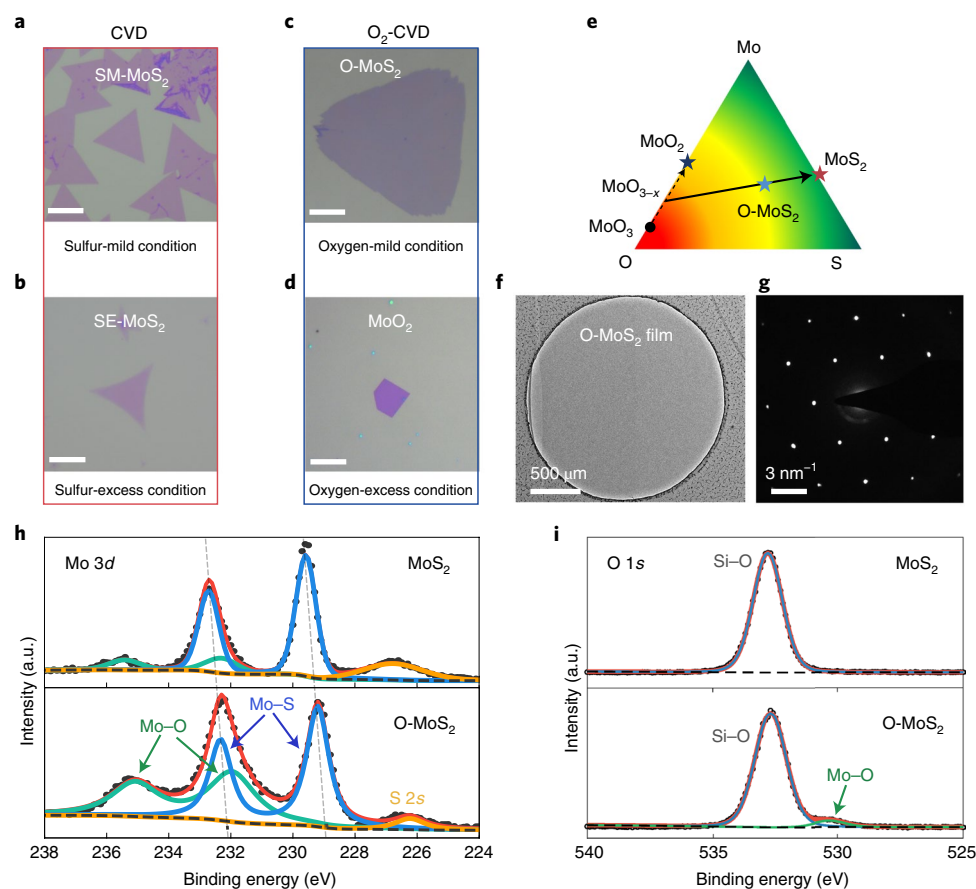 a
CVD
SM-MoS₂
Sulfur-mild condition
b
SE-MoS₂
Sulfur-excess condition
c
O₂-CVD
O-MoS₂
Oxygen-mild condition
d
MoO₂
Oxygen-excess condition
e
Mo
MoO₂
MoS₂
MoO₃₋ₓ
O-MoS₂
MoO₃
O
S
f
O-MoS₂ film
500 μm
g
3 nm⁻¹
h
Mo 3d
MoS₂
Mo–O
Mo–S
O-MoS₂
S 2s
Intensity (a.u.)
238 236 234 232 230 228 226 224
Binding energy (eV)
i
O 1s
Si–O
MoS₂
Si–O
O-MoS₂
Mo–O
Intensity (a.u.)
540 535 530 525
Binding energy (eV)